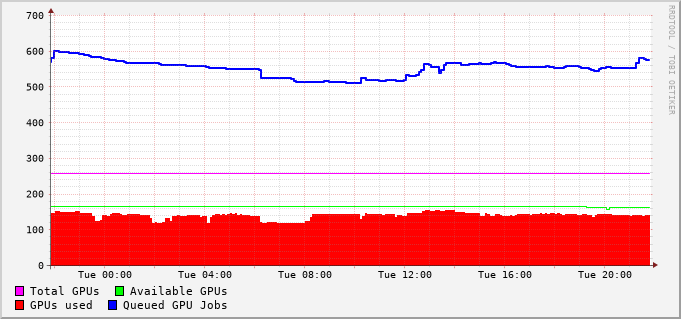 700
600
500
400
300
200
100
0
Tue 00:00 Tue 04:00 Tue 08:00 Tue 12:00 Tue 16:00 Tue 20:00
Total GPUs Available GPUs
GPUs used Queued GPU Jobs
RRDTOOL / TOBI OETIKER